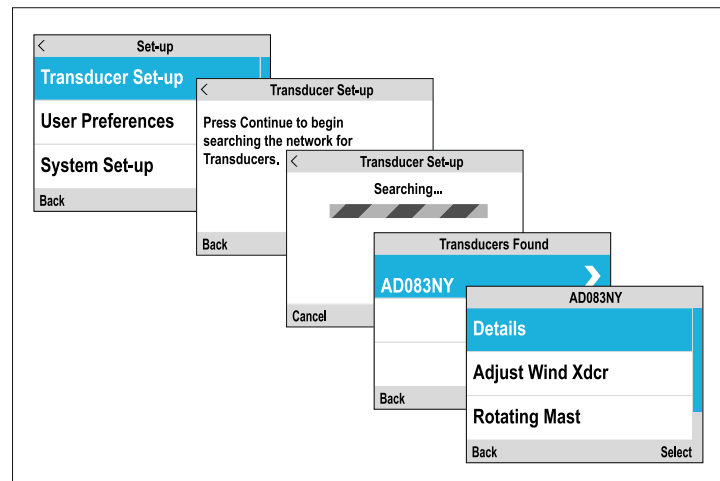 Set-up
Transducer Set-up
User Preferences
System Set-up
Back
Transducer Set-up
Press Continue to begin
searching the network for
Transducers.
Back
Transducer Set-up
Searching...
Cancel
Transducers Found
AD083NY
Back
AD083NY
Details
Adjust Wind Xdcr
Rotating Mast
Back Select